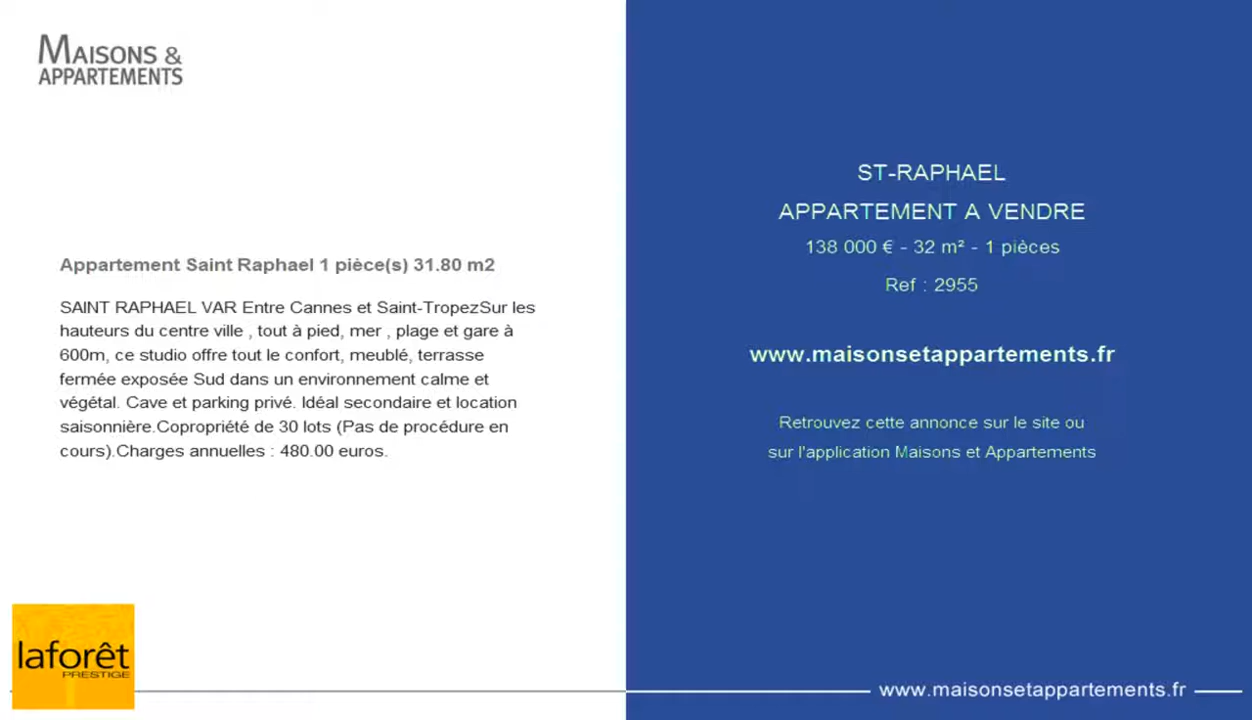 MAISONS &
APPARTEMENTS
Appartement Saint Raphael 1 pièce(s) 31.80 m2
SAINT RAPHAEL VAR Entre Cannes et Saint-TropezSur les
hauteurs du centre ville , tout à pied, mer , plage et gare à
600m, ce studio offre tout le confort, meublé, terrasse
fermée exposée Sud dans un environnement calme et
végétal. Cave et parking privé. Idéal secondaire et location
saisonnière.Copropriété de 30 lots (Pas de procédure en
cours).Charges annuelles : 480.00 euros.
laforêt
PRESTIGE
ST-RAPHAEL
APPARTEMENT A VENDRE
138 000 € - 32 m² - 1 pièces
Ref : 2955
www.maisonsetappartements.fr
Retrouvez cette annonce sur le site ou
sur l'application Maisons et Appartements
www.maisonsetappartements.fr